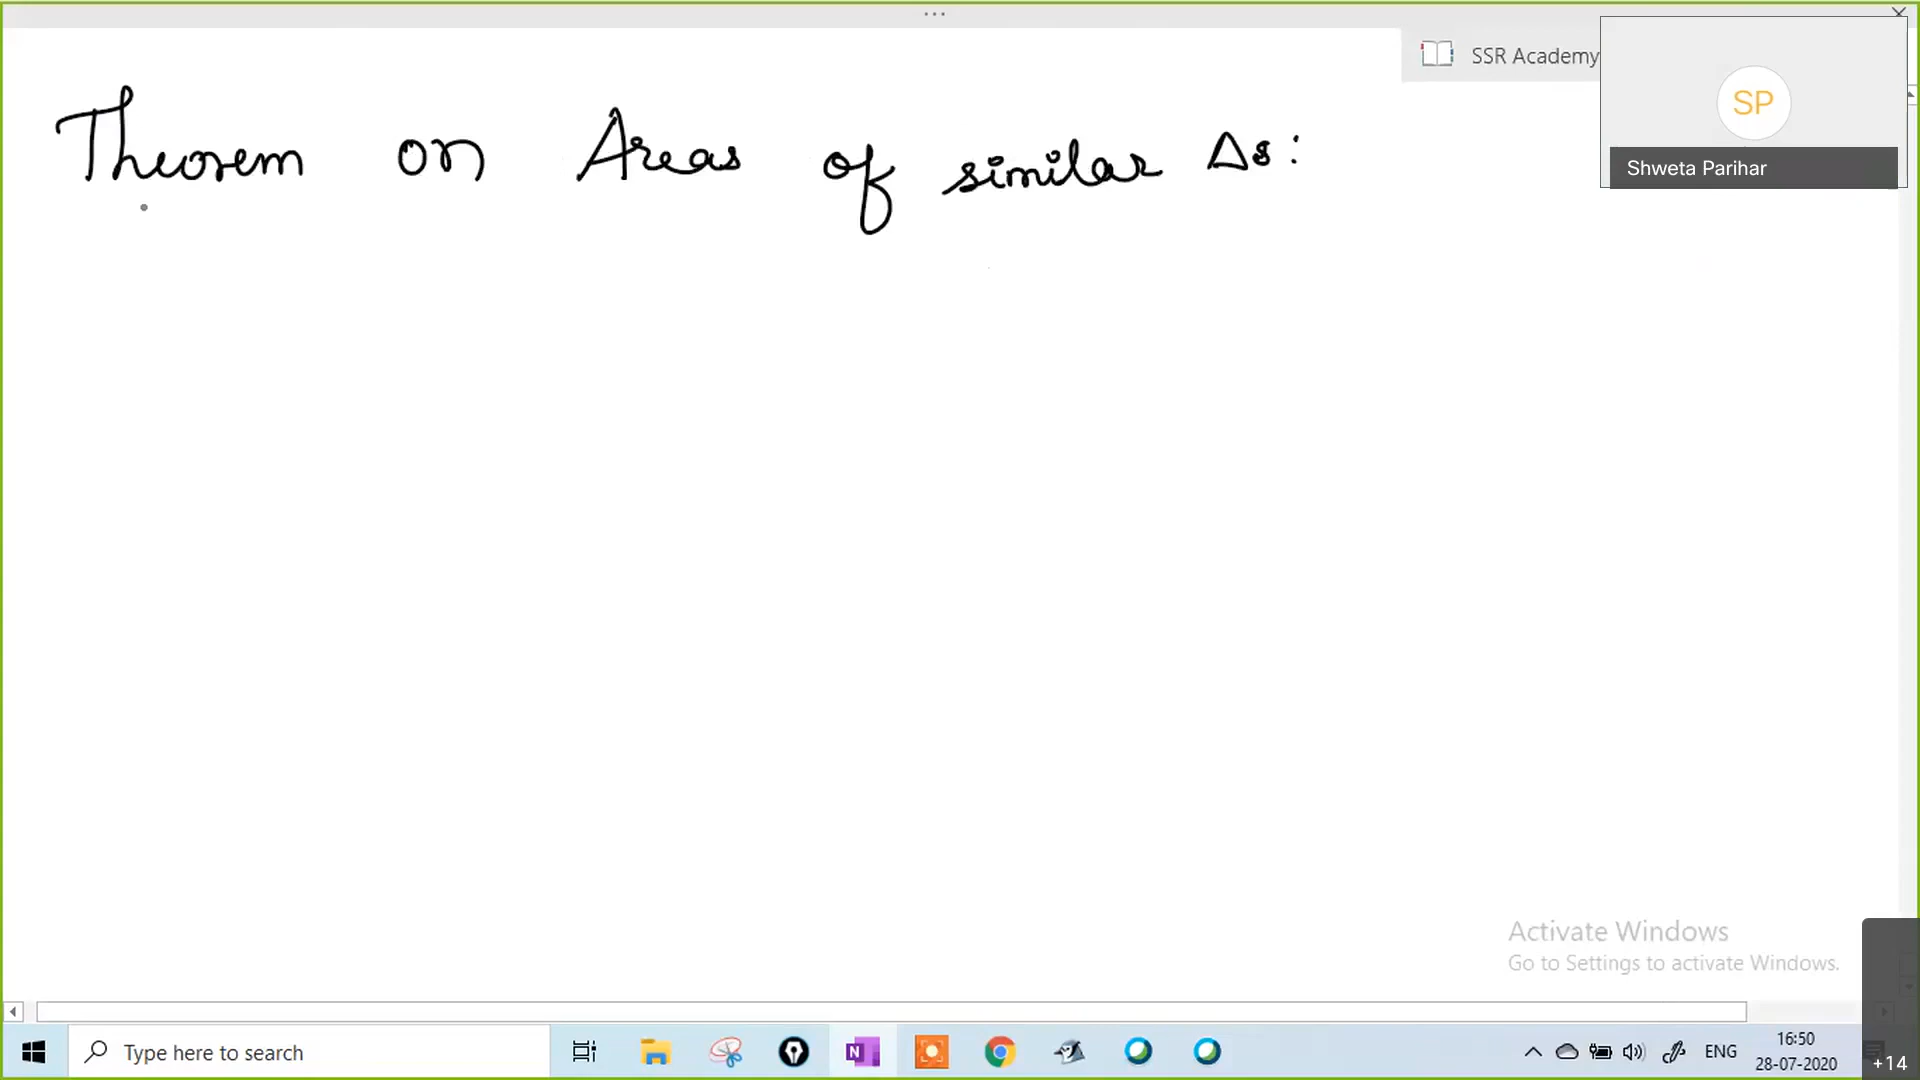 SSR Academy
SP
Shweta Parihar
Theorem on Areas of similar Δs:
Activate Windows
Go to Settings to activate Windows.
Type here to search
ENG
16:50
28-07-2020
+14